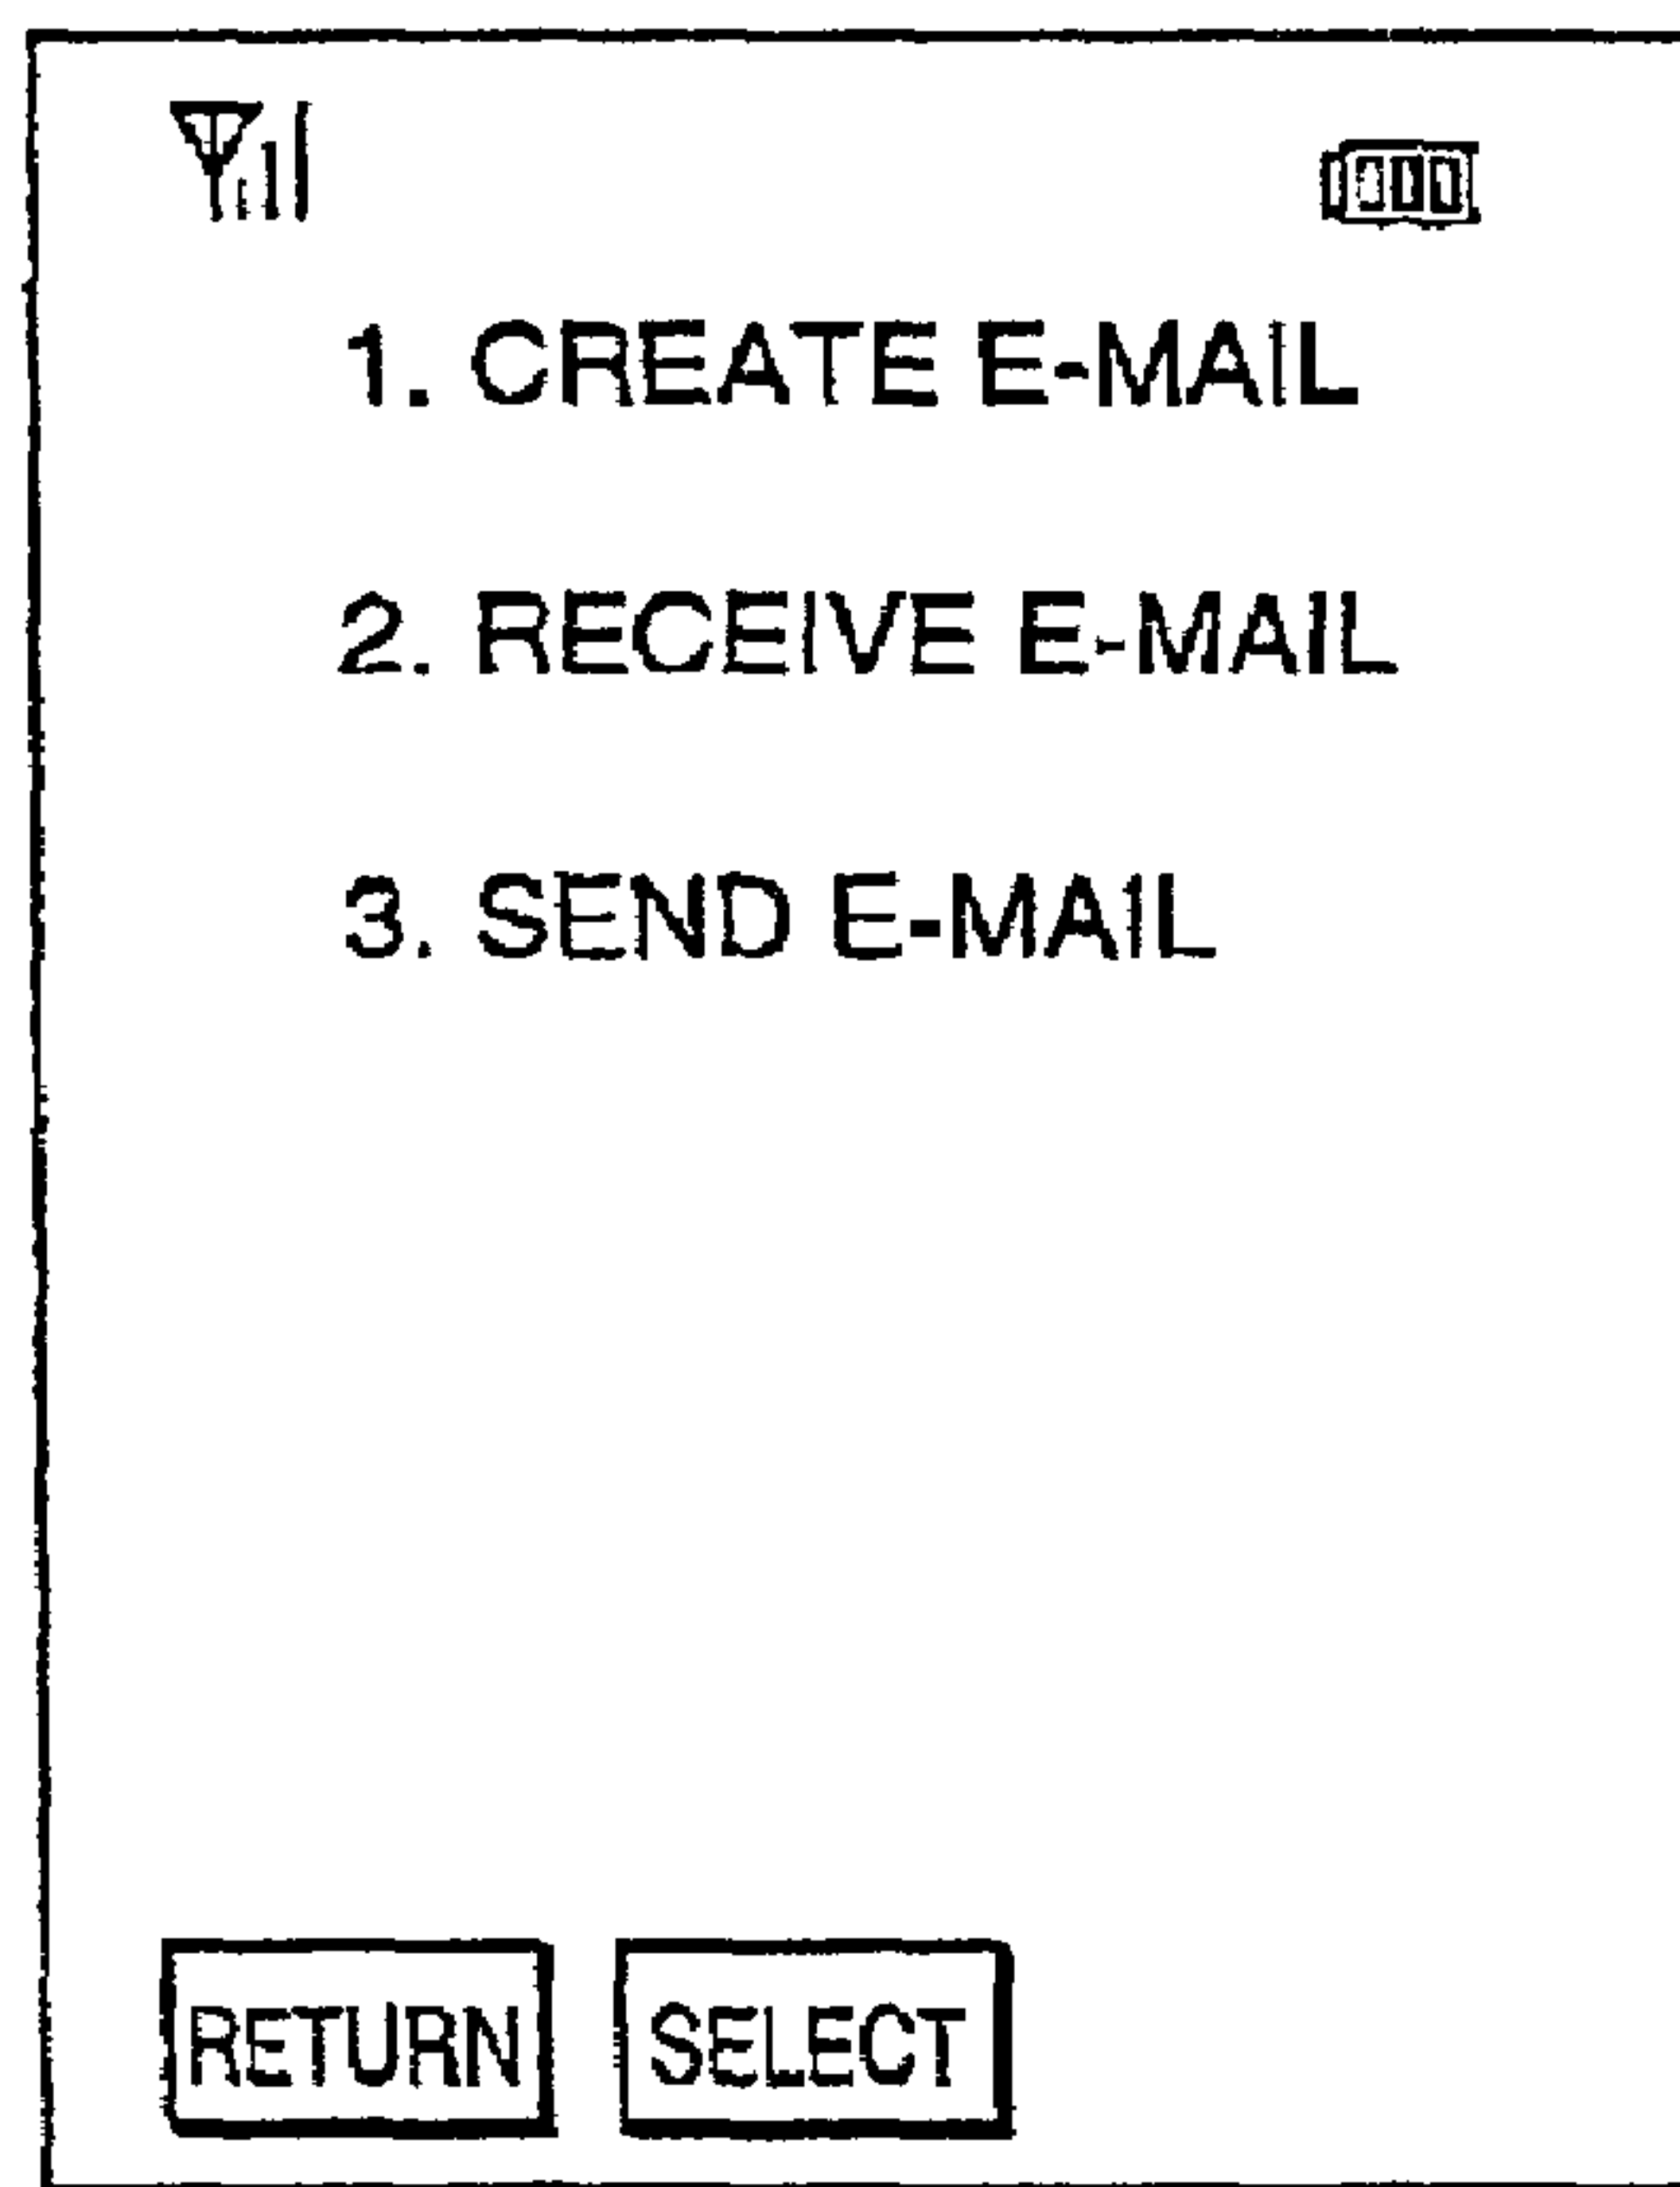 1. CREATE E-MAIL
2. RECEIVE E-MAIL
3. SEND E-MAIL
RETURN SELECT